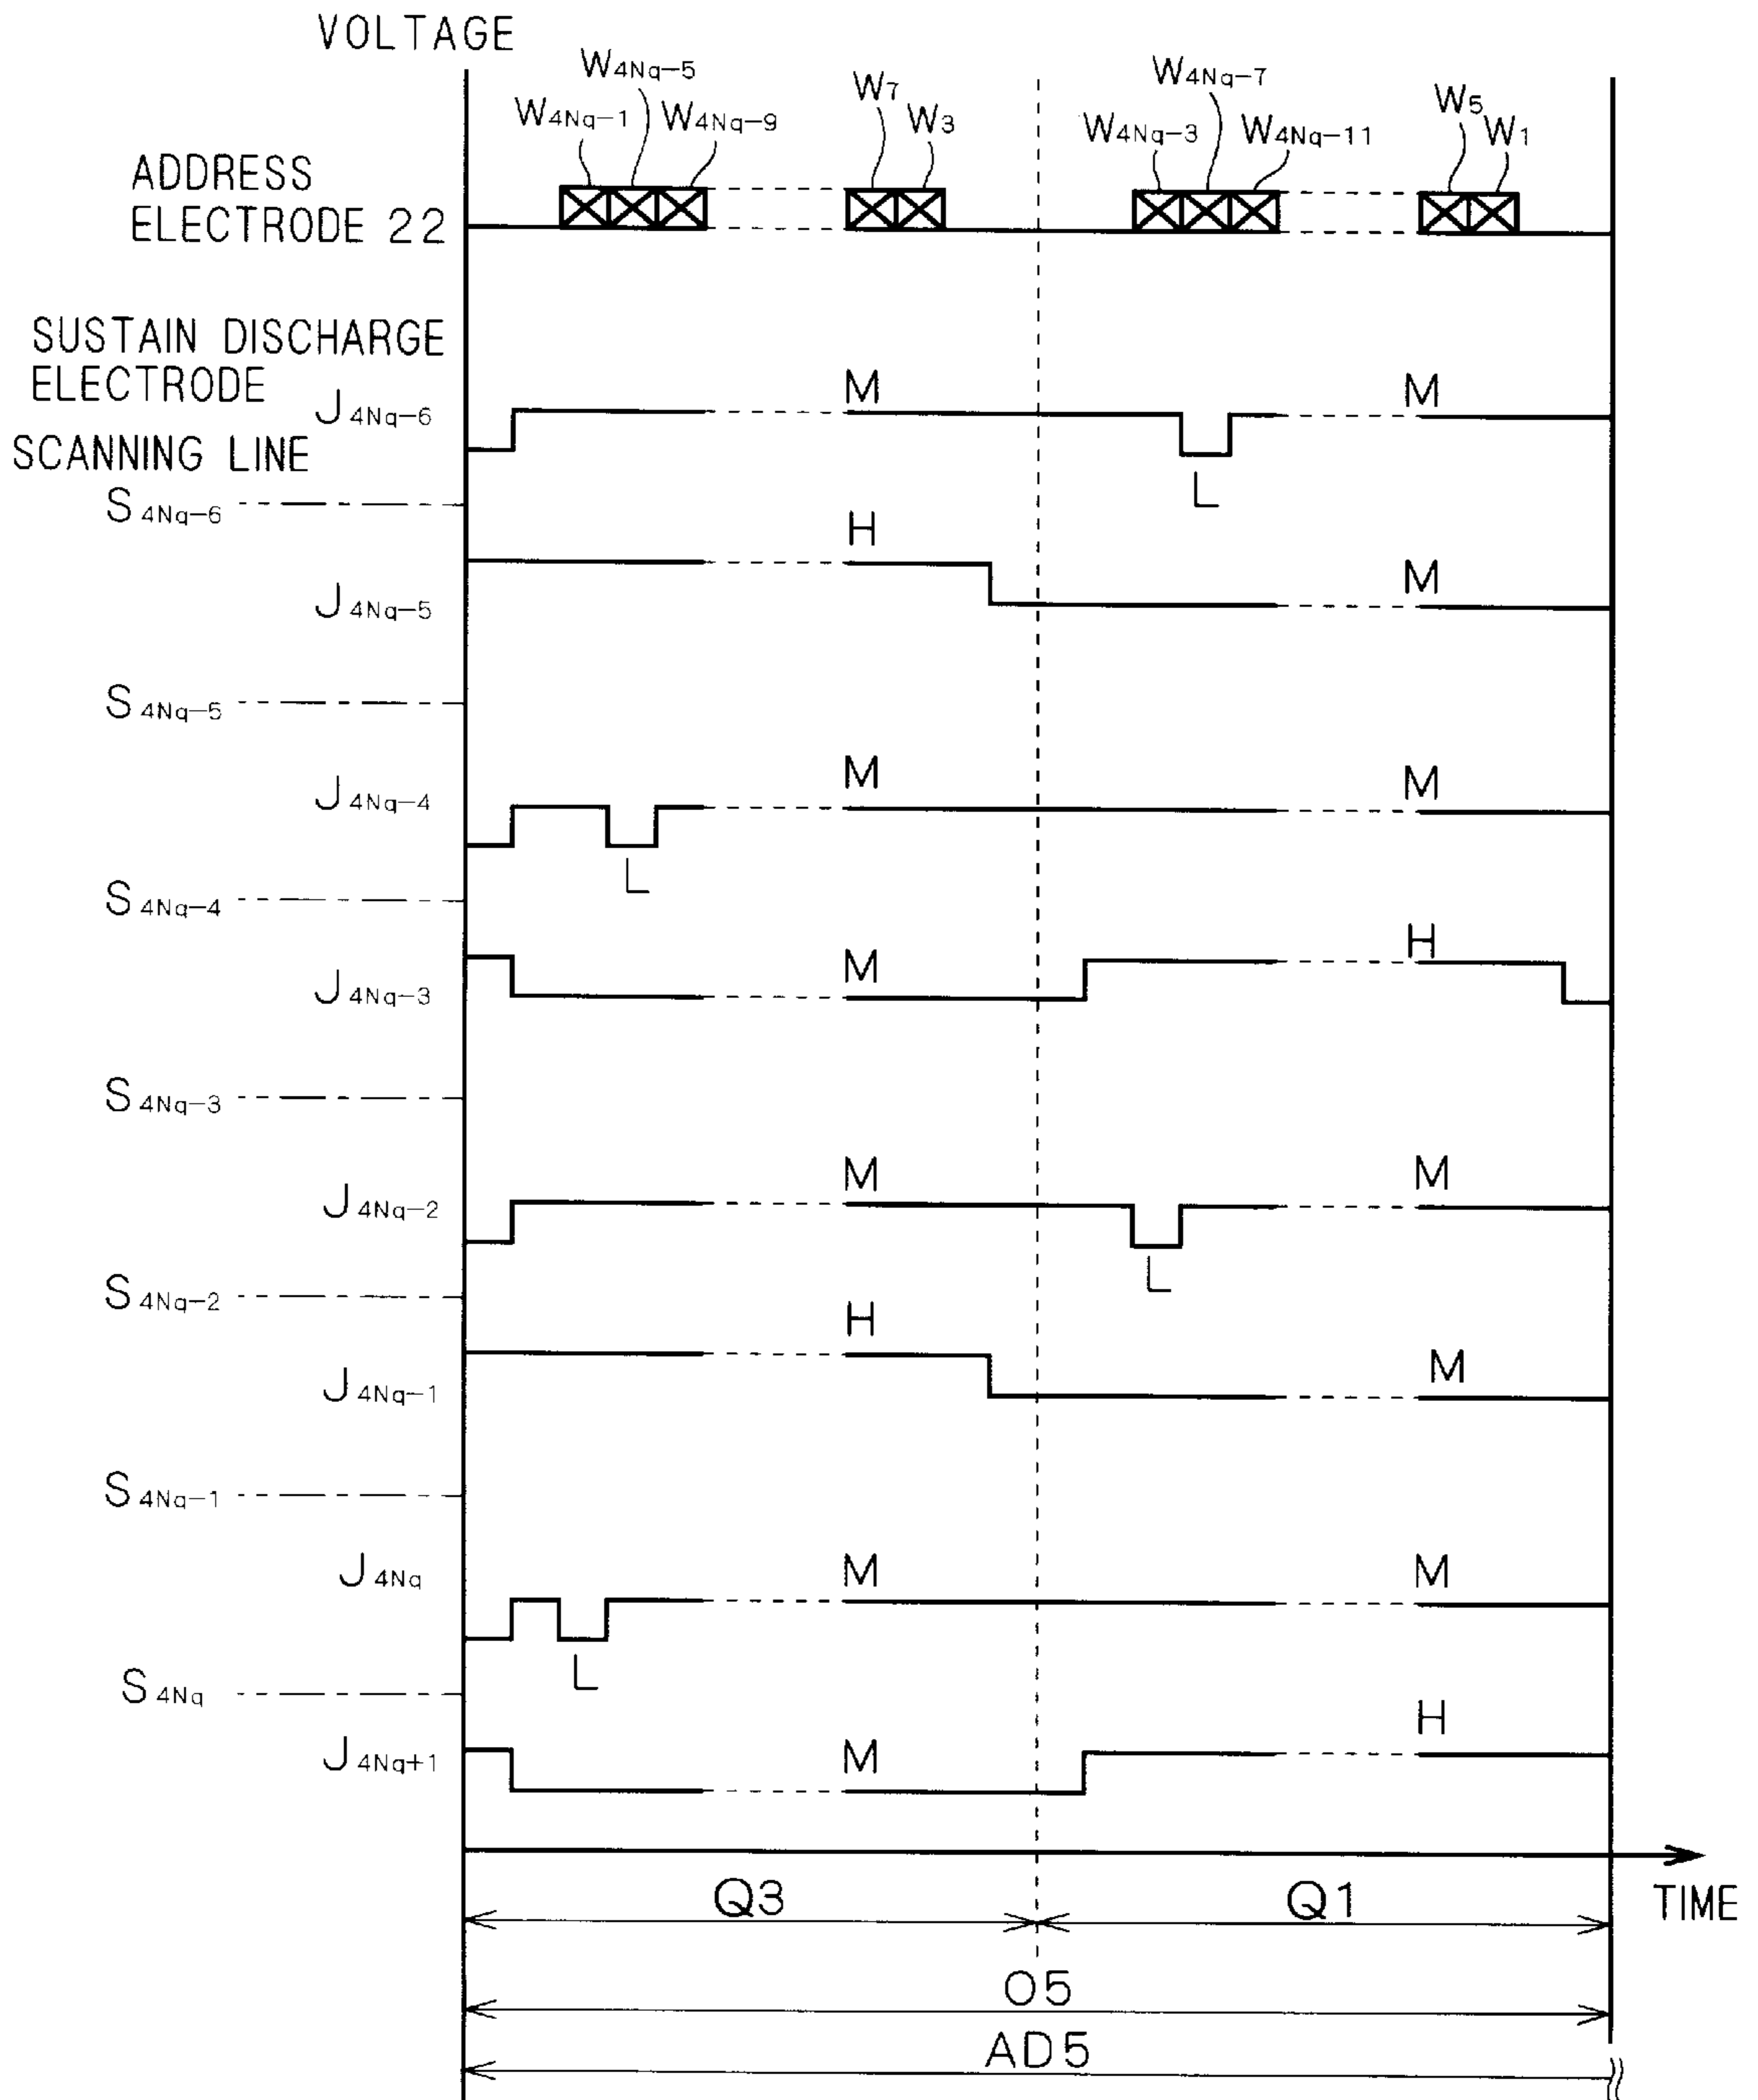 VOLTAGE
W4Nq-5
W4Nq-1
W4Nq-9
W7
W3
W4Nq-7
W4Nq-3
W4Nq-11
W5
W1
ADDRESS
ELECTRODE 22
SUSTAIN DISCHARGE
ELECTRODE
J4Nq-6
M
M
SCANNING LINE
L
S4Nq-6
H
J4Nq-5
M
S4Nq-5
J4Nq-4
M
M
L
S4Nq-4
J4Nq-3
M
H
S4Nq-3
J4Nq-2
M
M
L
S4Nq-2
H
J4Nq-1
M
S4Nq-1
J4Nq
M
M
L
S4Nq
H
J4Nq+1
M
Q3
Q1
TIME
O5
AD5